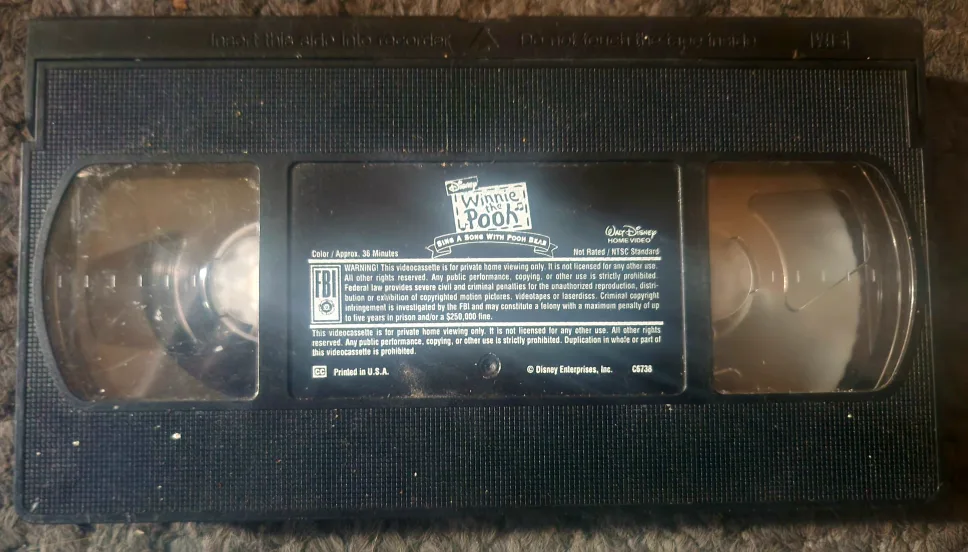 Insert this side into recorder Do not touch the tape inside
Disney
Winnie
the
Pooh
SING A SONG WITH POOH BEAR
WALT DISNEY
HOME VIDEO
Color / Approx. 36 Minutes Not Rated / NTSC Standard
FBI
WARNING! This videocassette is for private home viewing only. It is not licensed for any other use.
All other rights reserved. Any public performance, copying, or other use is strictly prohibited.
Federal law provides severe civil and criminal penalties for the unauthorized reproduction, distri-
bution or exhibition of copyrighted motion pictures, videotapes or laserdiscs. Criminal copyright
infringement is investigated by the FBI and may constitute a felony with a maximum penalty of up
to five years in prison and/or a $250,000 fine.
This videocassette is for private home viewing only. It is not licensed for any other use. All other rights
reserved. Any public performance, copying, or other use is strictly prohibited. Duplication in whole or part of
this videocassette is prohibited.
CC Printed in U.S.A. © Disney Enterprises, Inc. C6738